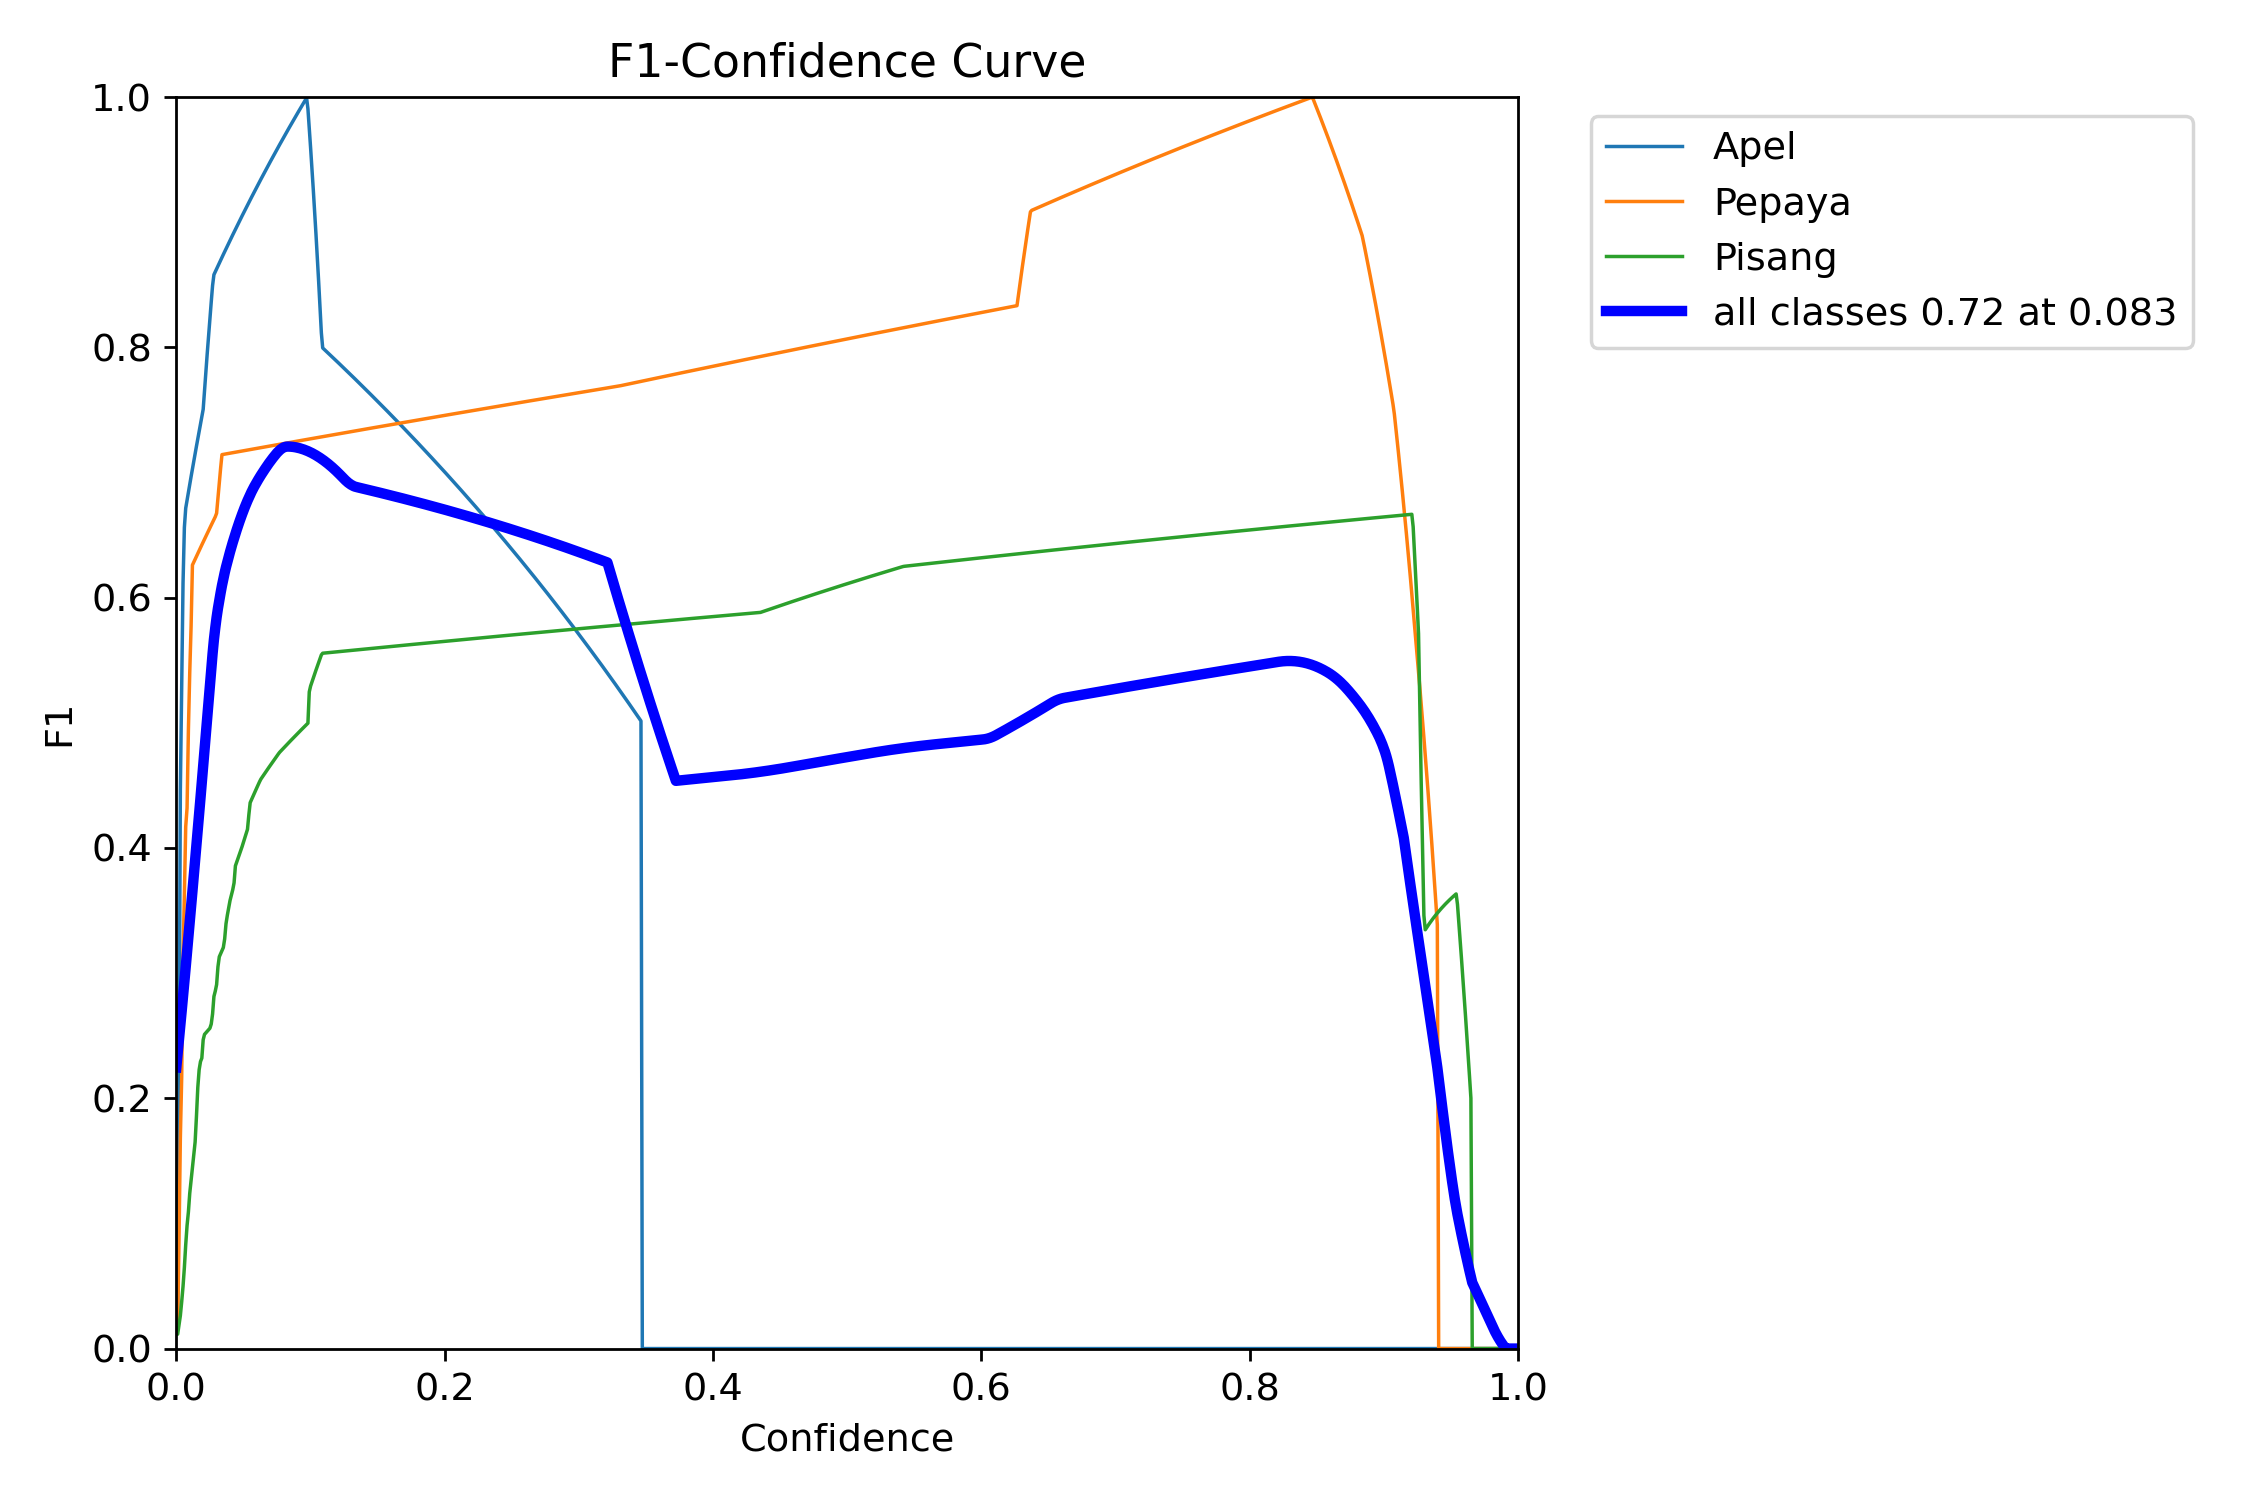 F1-Confidence Curve
1.0
0.8
0.6
0.4
0.2
0.0
F1
0.0 0.2 0.4 0.6 0.8 1.0
Confidence
Apel
Pepaya
Pisang
all classes 0.72 at 0.083